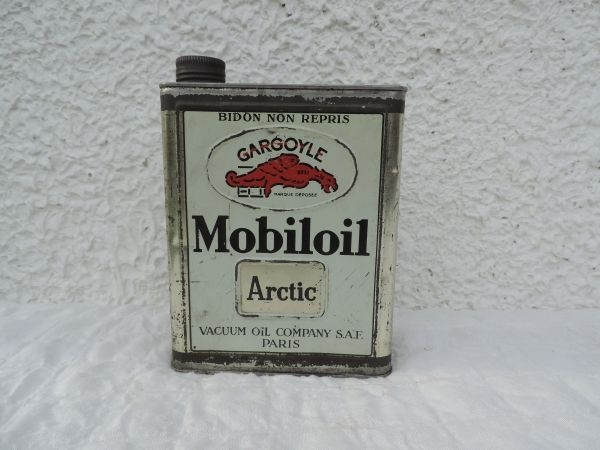 BIDON NON REPRIS
GARGOYLE
MARQUE DÉPOSÉE
Mobiloil
Arctic
VACUUM OIL COMPANY S.A.F.
PARIS